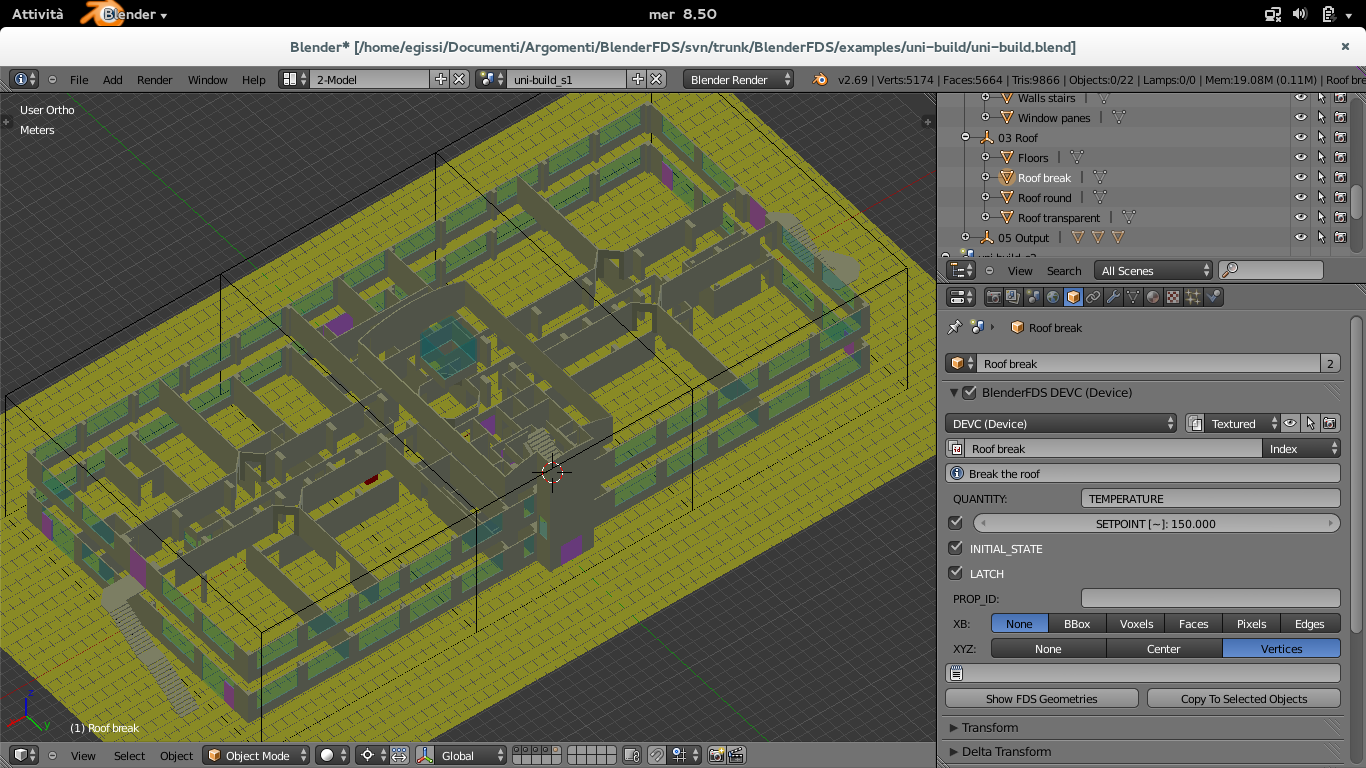 Attività Blender mer 8.50
Blender* [/home/egissi/Documenti/Argomenti/BlenderFDS/svn/trunk/BlenderFDS/examples/uni-build/uni-build.blend]
File Add Render Window Help 2-Model uni-build_s1 Blender Render v2.69 | Verts:5174 | Faces:5664 | Tris:9866 | Objects:0/22 | Lamps:0/0 | Mem:19.08M (0.11M) | Roof bre
User Ortho
Meters
(1) Roof break
View Select Object Object Mode Global
Walls stairs
Window panes
03 Roof
Floors
Roof break
Roof round
Roof transparent
05 Output
View Search All Scenes
Roof break
Roof break 2
BlenderFDS DEVC (Device)
DEVC (Device) Textured
Roof break Index
Break the roof
QUANTITY: TEMPERATURE
SETPOINT [~]: 150.000
INITIAL_STATE
LATCH
PROP_ID:
XB: None BBox Voxels Faces Pixels Edges
XYZ: None Center Vertices
Show FDS Geometries Copy To Selected Objects
Transform
Delta Transform